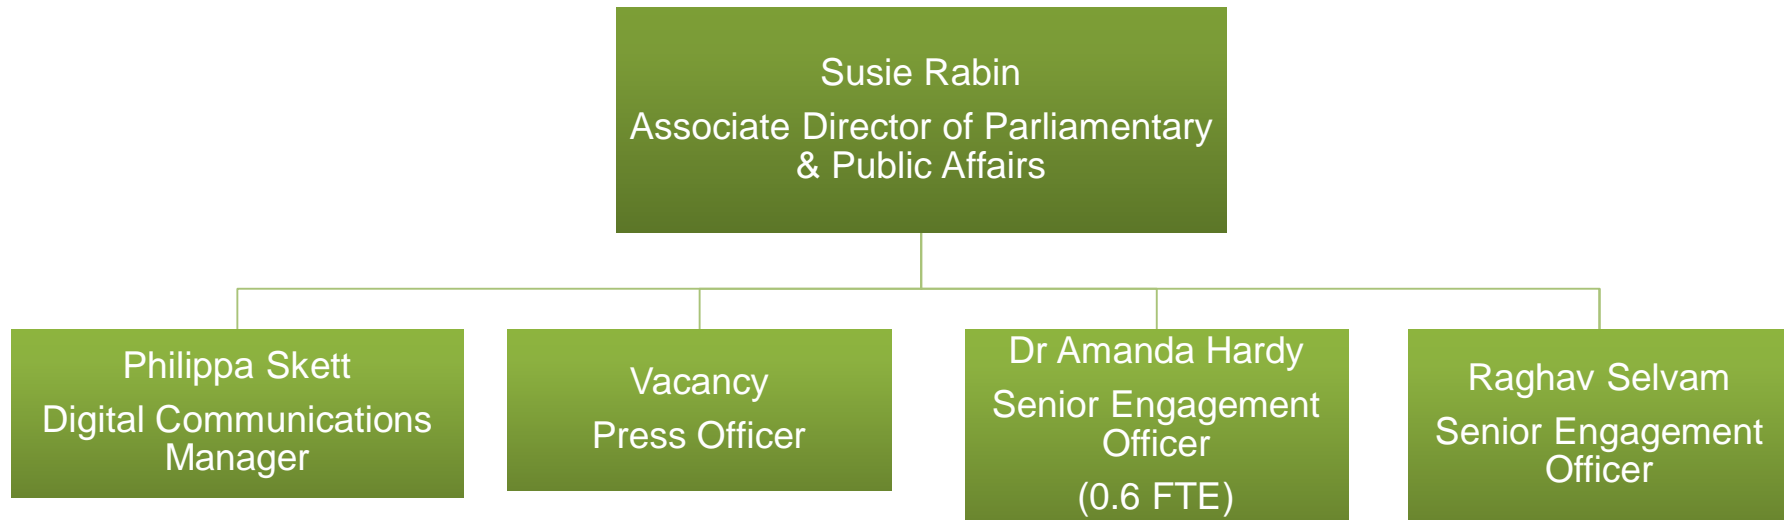 Susie Rabin
Associate Director of Parliamentary
& Public Affairs
Philippa Skett
Digital Communications
Manager
Vacancy
Press Officer
Dr Amanda Hardy
Senior Engagement
Officer
(0.6 FTE)
Raghav Selvam
Senior Engagement
Officer